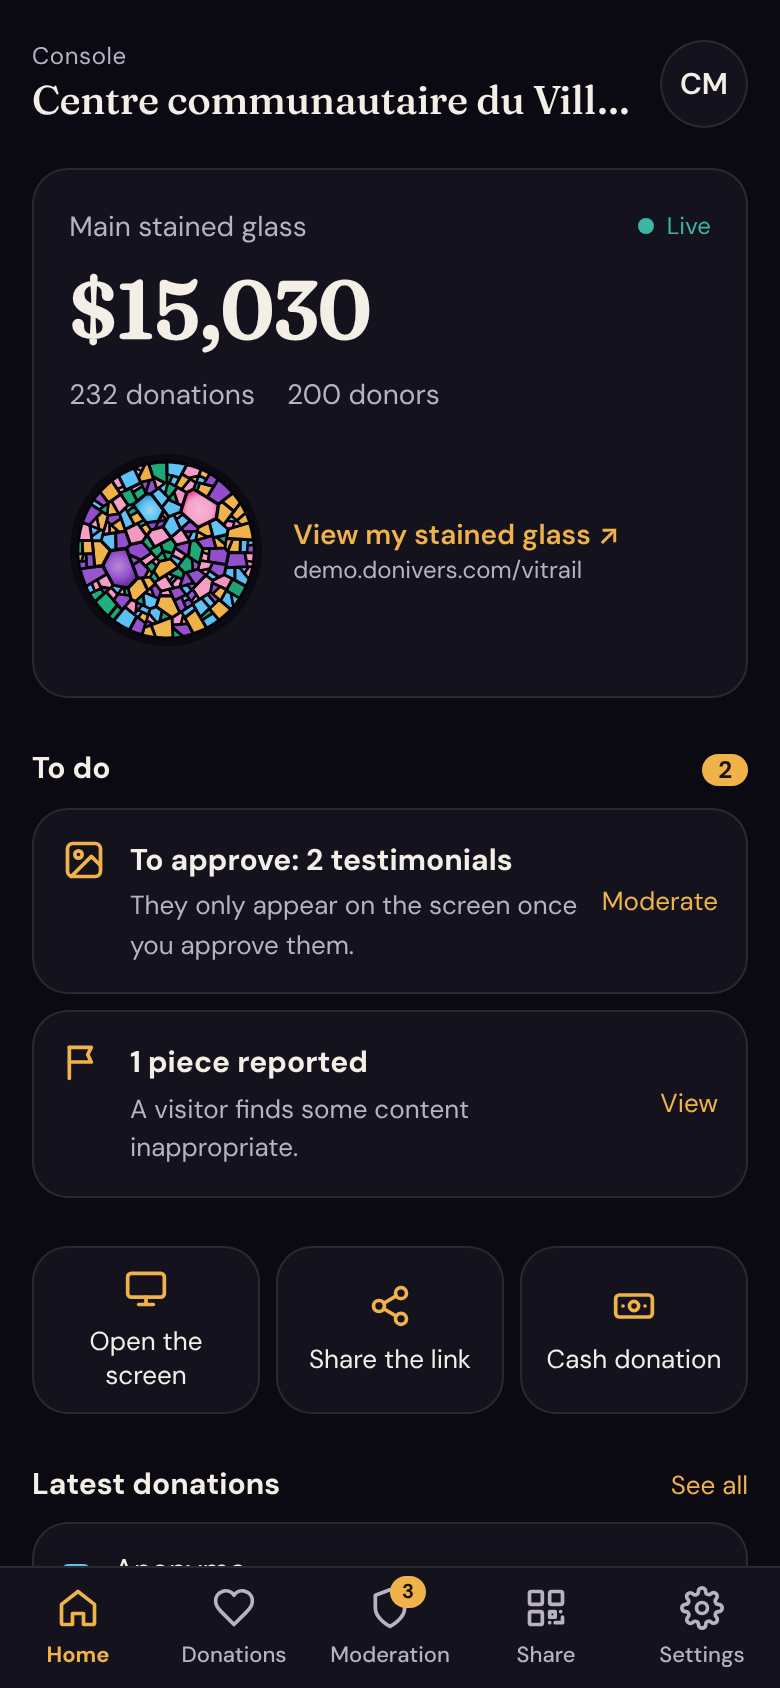 Console
Centre communautaire du Vill...
CM
Main stained glass
Live
$15,030
232 donations 200 donors
View my stained glass ↗
demo.donivers.com/vitrail
To do
2
To approve: 2 testimonials
They only appear on the screen once
you approve them.
Moderate
1 piece reported
A visitor finds some content
inappropriate.
View
Open the
screen
Share the link
Cash donation
Latest donations
See all
3
Home
Donations
Moderation
Share
Settings